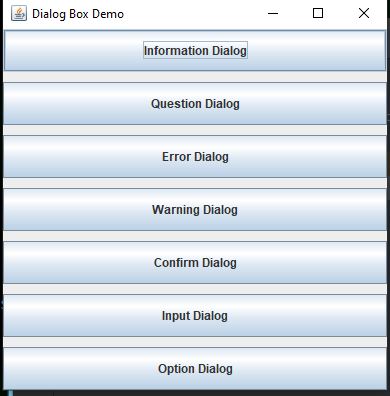 Dialog Box Demo
Information Dialog
Question Dialog
Error Dialog
Warning Dialog
Confirm Dialog
Input Dialog
Option Dialog